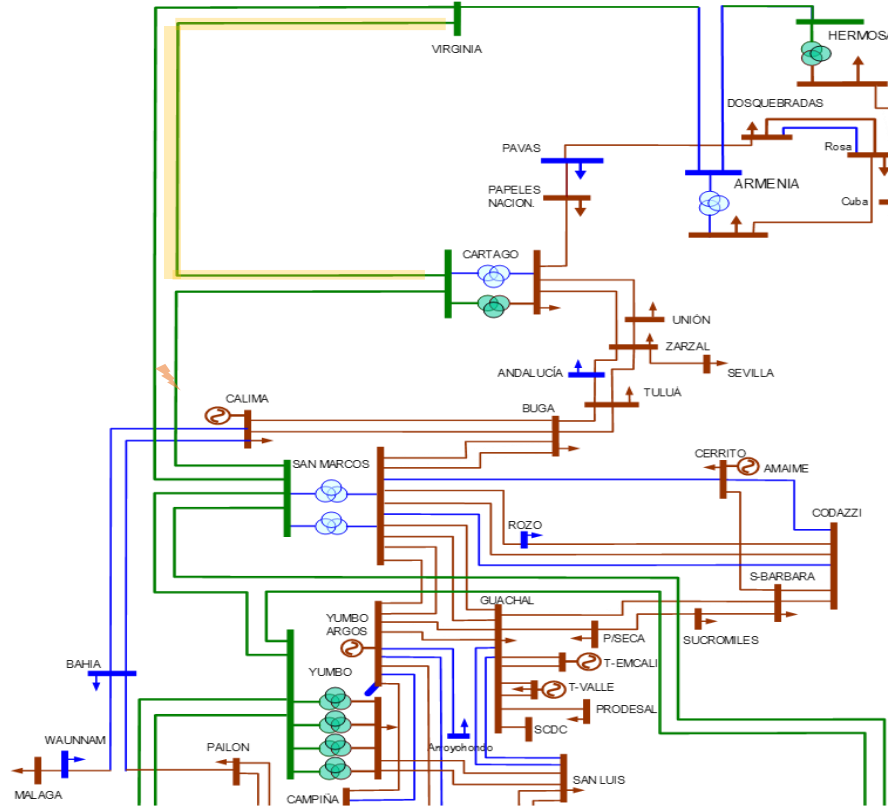 VIRGINIA
HERMOSA
DOSQUEBRADAS
PAVAS
Rosa
ARMENIA
PAPELES
NACION.
Cuba
CARTAGO
UNIÓN
ZARZAL
ANDALUCÍA
SEVILLA
TULUÁ
CALIMA
BUGA
SAN MARCOS
CERRITO
AMAIME
CODAZZI
ROZO
S-BARBARA
GUACHAL
YUMBO
ARGOS
P/SECA
SUCROMILES
BAHIA
YUMBO
T-EMCALI
T-VALLE
PRODESAL
SCDC
WAUNNAM
PAILON
Arroyohondo
MALAGA
CAMPIÑA
SAN LUIS